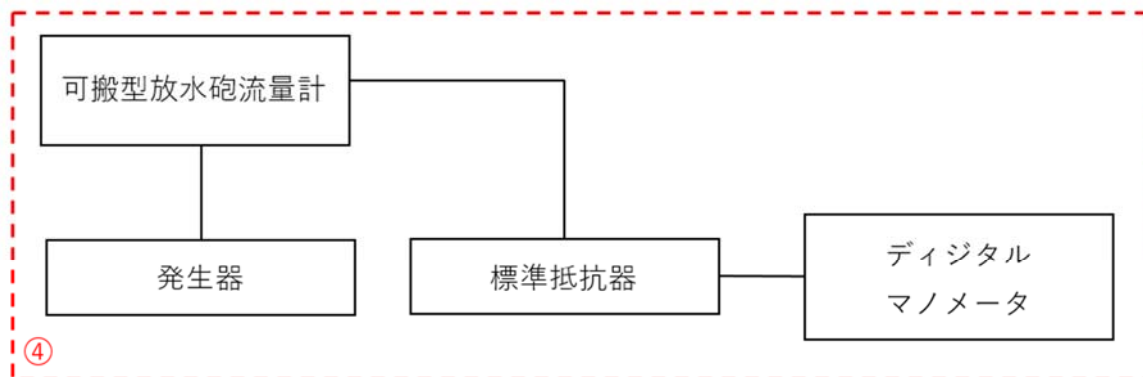 可搬型放水砲流量計
発生器
標準抵抗器
ディジタル
マノメータ
④